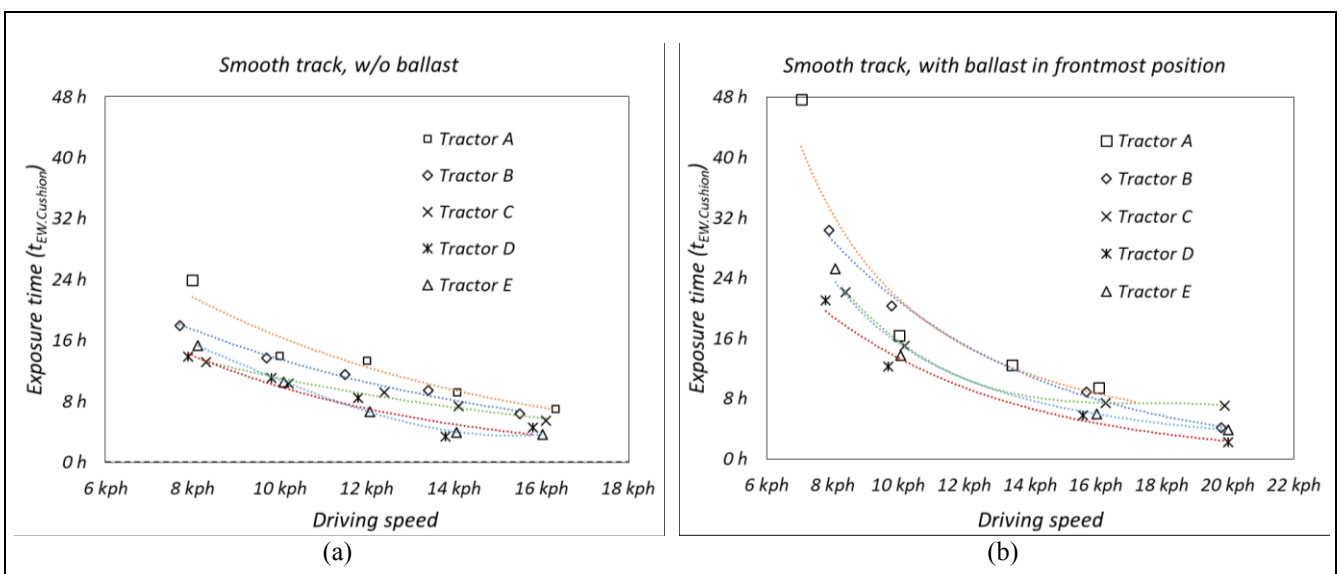 Smooth track, w/o ballast
48 h
40 h
32 h
24 h
16 h
8 h
0 h
Exposure time (tEW.Cushion)
Tractor A
Tractor B
Tractor C
Tractor D
Tractor E
6 kph 8 kph 10 kph 12 kph 14 kph 16 kph 18 kph
Driving speed
(a)
Smooth track, with ballast in frontmost position
48 h
40 h
32 h
24 h
16 h
8 h
0 h
Exposure time (tEW.Cushion)
Tractor A
Tractor B
Tractor C
Tractor D
Tractor E
6 kph 8 kph 10 kph 12 kph 14 kph 16 kph 18 kph 20 kph 22 kph
Driving speed
(b)